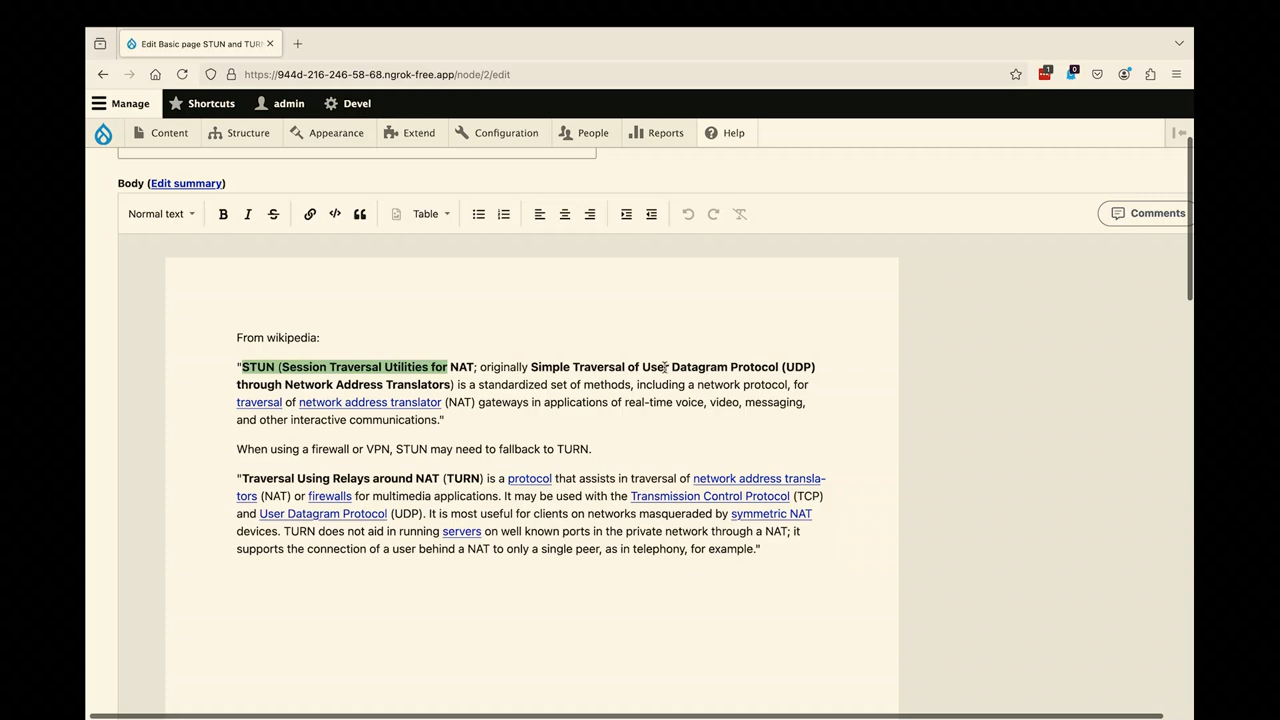 Edit Basic page STUN and TUR
https://944d-216-246-58-68.ngrok-free.app/node/2/edit
1
0
Manage Shortcuts admin Devel
Content Structure Appearance Extend Configuration People Reports Help
Body (Edit summary)
Normal text B I S Table Comments
From wikipedia:
"STUN (Session Traversal Utilities for NAT; originally Simple Traversal of User Datagram Protocol (UDP)
through Network Address Translators) is a standardized set of methods, including a network protocol, for
traversal of network address translator (NAT) gateways in applications of real-time voice, video, messaging,
and other interactive communications."
When using a firewall or VPN, STUN may need to fallback to TURN.
"Traversal Using Relays around NAT (TURN) is a protocol that assists in traversal of network address transla-
tors (NAT) or firewalls for multimedia applications. It may be used with the Transmission Control Protocol (TCP)
and User Datagram Protocol (UDP). It is most useful for clients on networks masqueraded by symmetric NAT
devices. TURN does not aid in running servers on well known ports in the private network through a NAT; it
supports the connection of a user behind a NAT to only a single peer, as in telephony, for example."